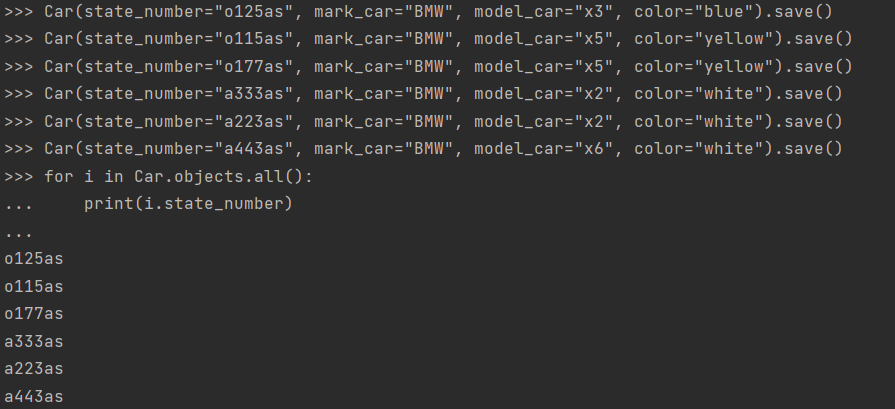 >>> Car(state_number="o125as", mark_car="BMW", model_car="x3", color="blue").save()
>>> Car(state_number="o115as", mark_car="BMW", model_car="x5", color="yellow").save()
>>> Car(state_number="o177as", mark_car="BMW", model_car="x5", color="yellow").save()
>>> Car(state_number="a333as", mark_car="BMW", model_car="x2", color="white").save()
>>> Car(state_number="a223as", mark_car="BMW", model_car="x2", color="white").save()
>>> Car(state_number="a443as", mark_car="BMW", model_car="x6", color="white").save()
>>> for i in Car.objects.all():
...     print(i.state_number)
...
o125as
o115as
o177as
a333as
a223as
a443as